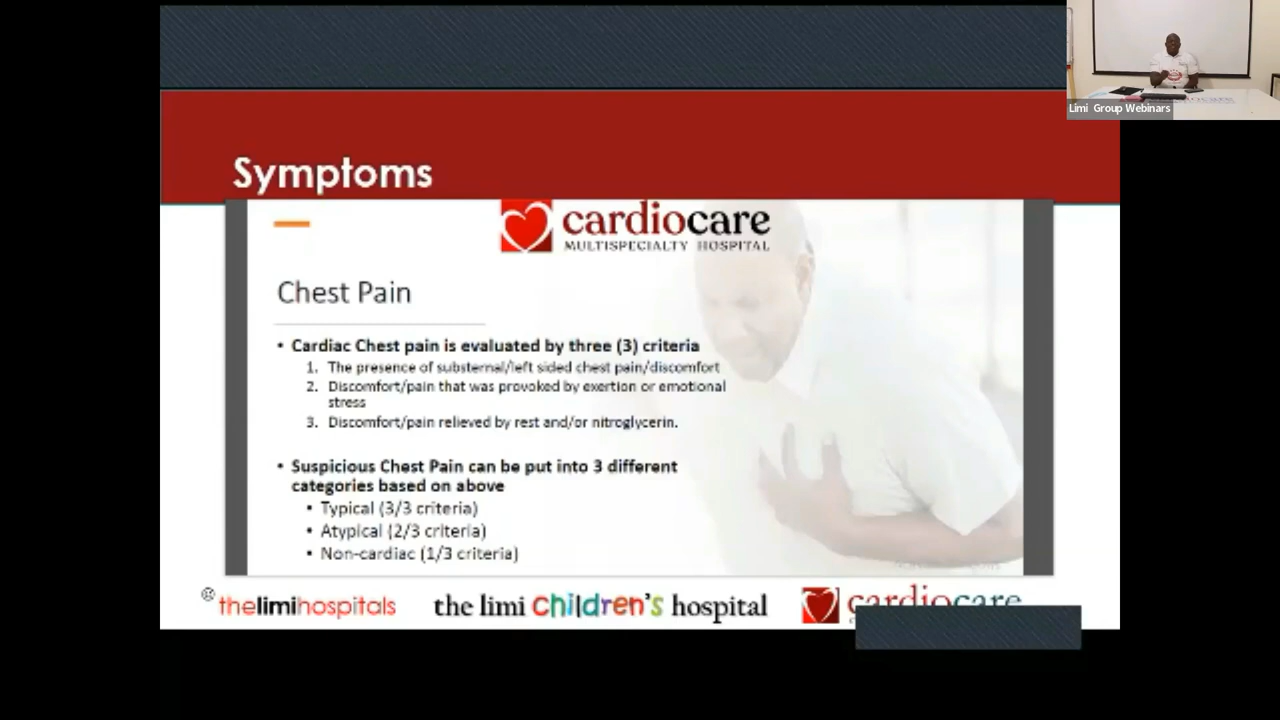 Limi Group Webinars
Symptoms
cardiocare
MULTISPECIALTY HOSPITAL
Chest Pain
• Cardiac Chest pain is evaluated by three (3) criteria
1. The presence of substernal/left sided chest pain/discomfort
2. Discomfort/pain that was provoked by exertion or emotional
stress
3. Discomfort/pain relieved by rest and/or nitroglycerin.
• Suspicious Chest Pain can be put into 3 different
categories based on above
• Typical (3/3 criteria)
• Atypical (2/3 criteria)
• Non-cardiac (1/3 criteria)
thelimihospitals
the limi children's hospital
cardiocare